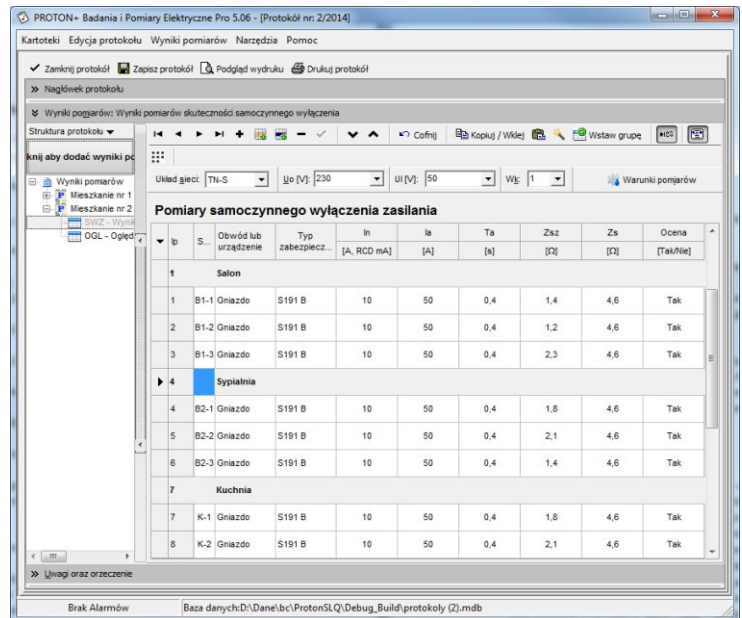 PROTON+ Badania i Pomiary Elektryczne Pro 5.06 - [Protokół nr: 2/2014]
Kartoteki Edycja protokołu Wyniki pomiarów Narzędzia Pomoc
Zamknij protokół Zapisz protokół Podgląd wydruku Drukuj protokół
Nagłówek protokołu
Wyniki pomiarów: Wyniki pomiarów skuteczności samoczynnego wyłączenia
Struktura protokołu Cofnij Kopiuj / Wklej Wstaw grupę
knij aby dodać wyniki po
Układ sieci: TN-S Uo [V]: 230 Ul [V]: 50 Wk: 1 Warunki pomiarów
Wyniki pomiarów
Mieszkanie nr 1
Mieszkanie nr 2
SWZ - Wynik
OGL - Oględ
Pomiary samoczynnego wyłączenia zasilania
lp S... Obwód lub urządzenie Typ zabezpiecz... In Ia Ta Zsz Zs Ocena
[A, RCD mA] [A] [s] [Ω] [Ω] [Tak/Nie]
1 Salon
1 B1-1 Gniazdo S191 B 10 50 0,4 1,4 4,6 Tak
2 B1-2 Gniazdo S191 B 10 50 0,4 1,2 4,6 Tak
3 B1-3 Gniazdo S191 B 10 50 0,4 2,3 4,6 Tak
4 Sypialnia
4 B2-1 Gniazdo S191 B 10 50 0,4 1,8 4,6 Tak
5 B2-2 Gniazdo S191 B 10 50 0,4 2,1 4,6 Tak
6 B2-3 Gniazdo S191 B 10 50 0,4 1,4 4,6 Tak
7 Kuchnia
7 K-1 Gniazdo S191 B 10 50 0,4 1,8 4,6 Tak
8 K-2 Gniazdo S191 B 10 50 0,4 2,1 4,6 Tak
Uwagi oraz orzeczenie
Brak Alarmów Baza danych:D:\Dane\bc\ProtonSLQ\Debug_Build\protokoly (2).mdb